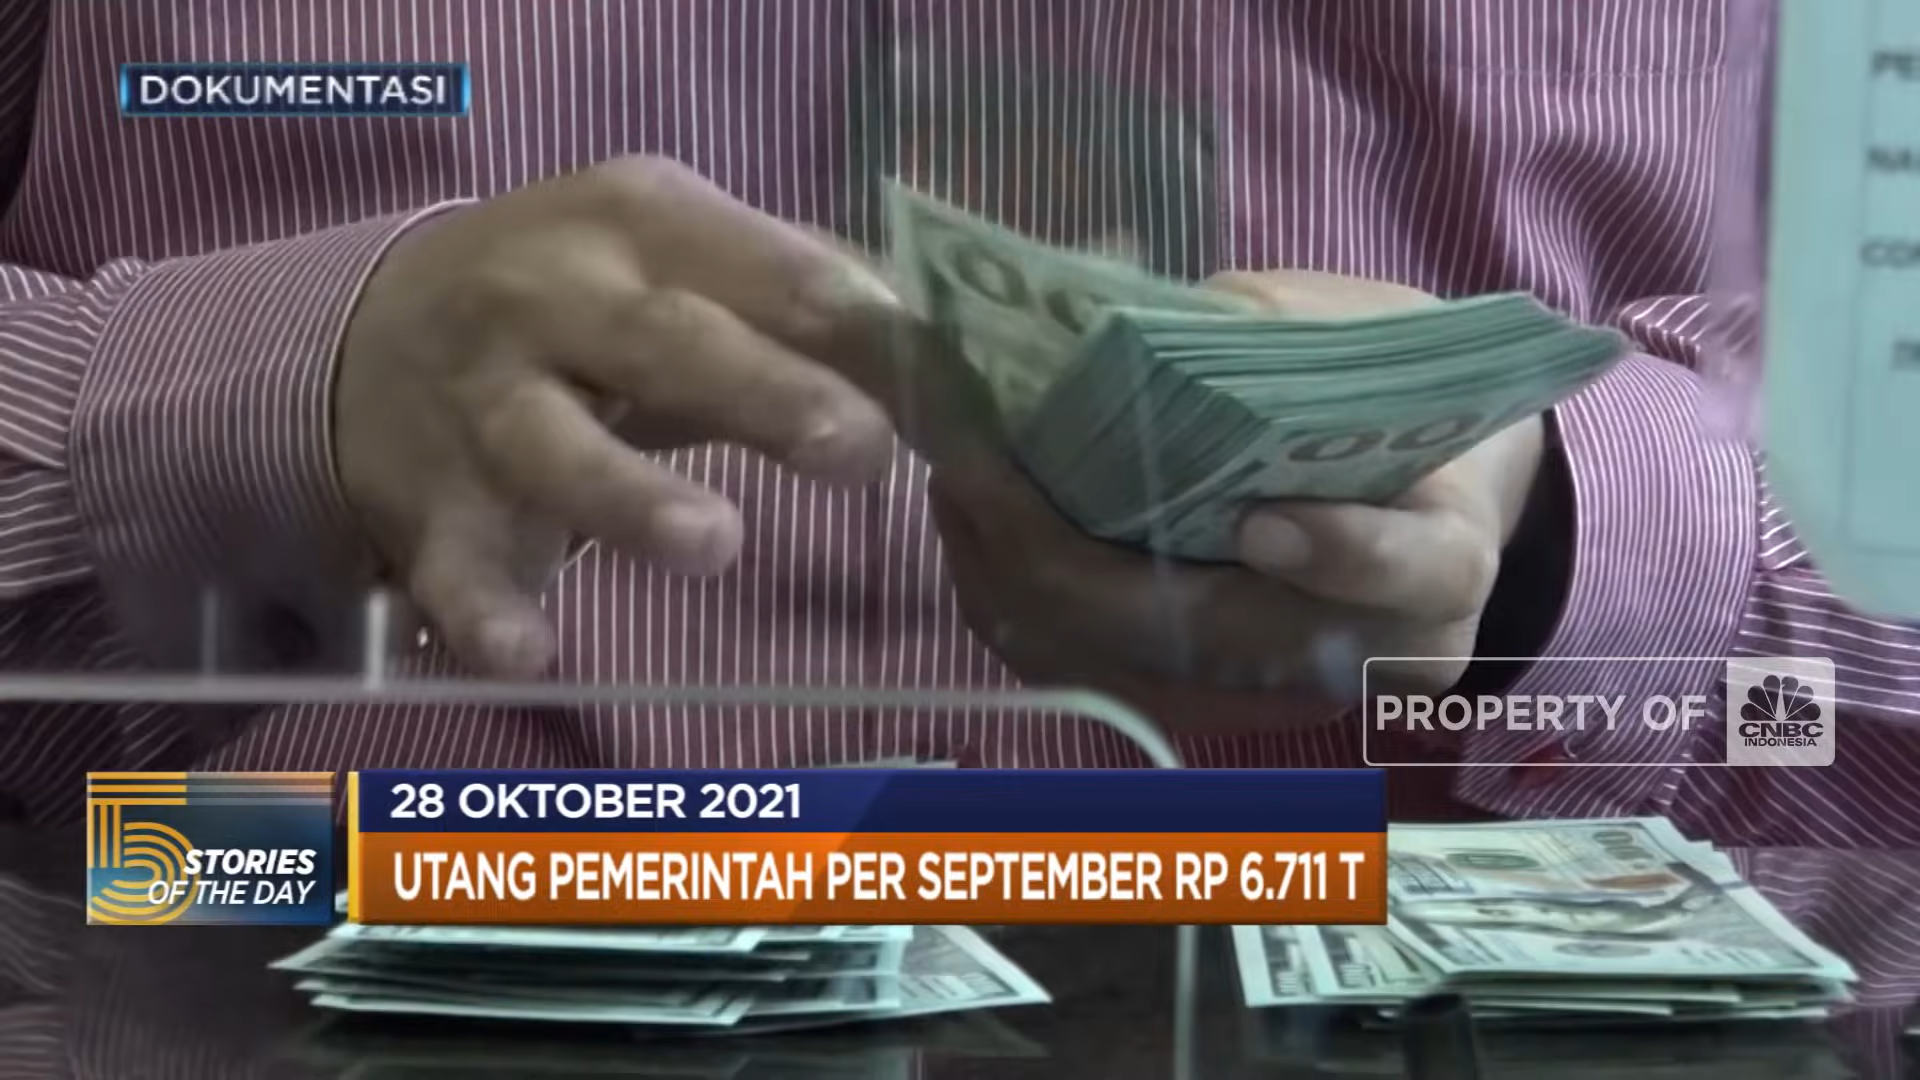 DOKUMENTASI
PROPERTY OF
CNBC
INDONESIA
28 OKTOBER 2021
5
STORIES
OF THE DAY
UTANG PEMERINTAH PER SEPTEMBER RP 6.711 T